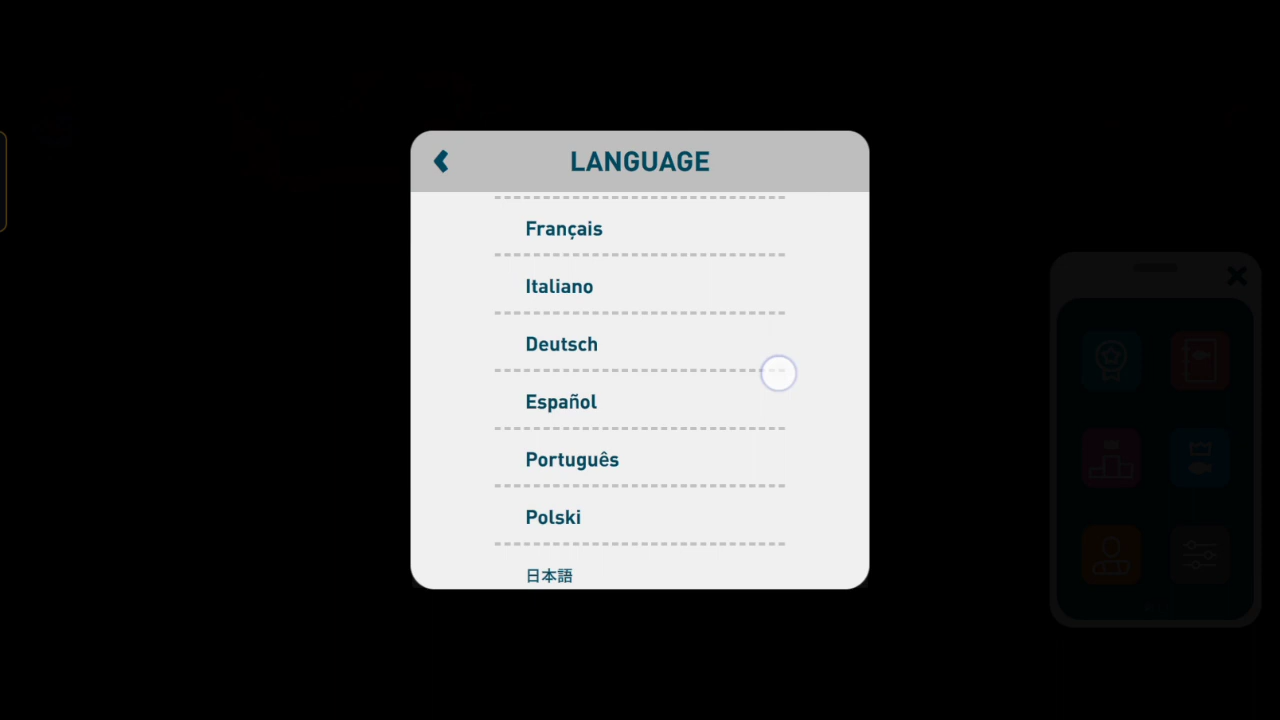 LANGUAGE
Français
Italiano
Deutsch
Español
Português
Polski
日本語